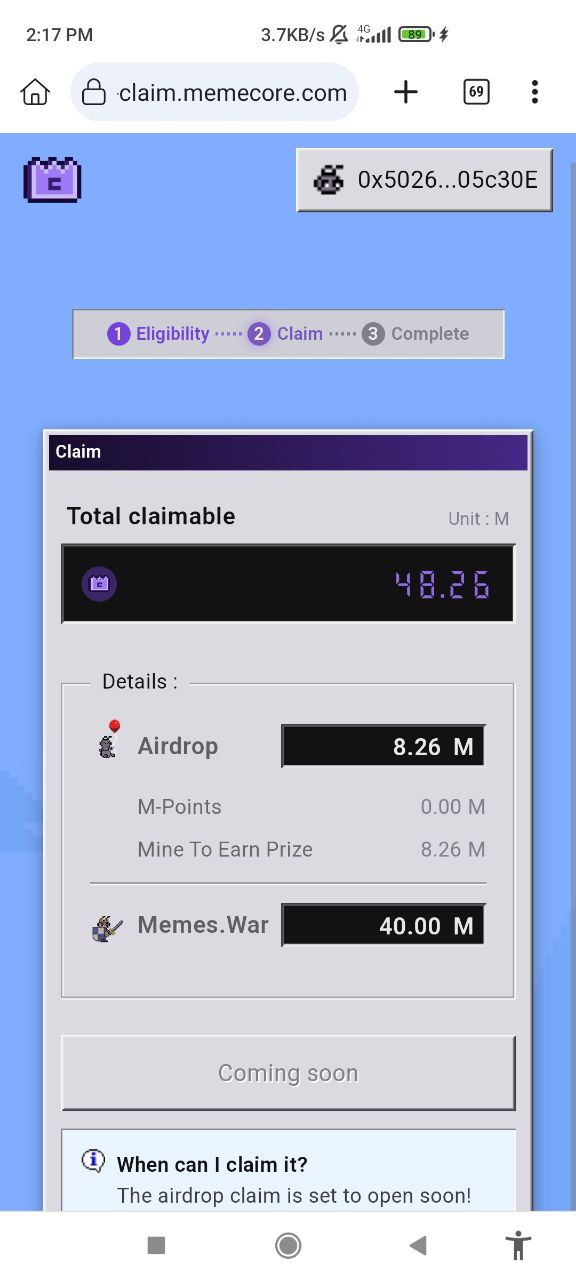 2:17 PM 3.7KB/s 4G 89
-claim.memecore.com 69
0x5026...05c30E
1 Eligibility ····· 2 Claim ····· 3 Complete
Claim
Total claimable Unit : M
48.26
Details :
Airdrop 8.26 M
M-Points 0.00 M
Mine To Earn Prize 8.26 M
Memes.War 40.00 M
Coming soon
When can I claim it?
The airdrop claim is set to open soon!